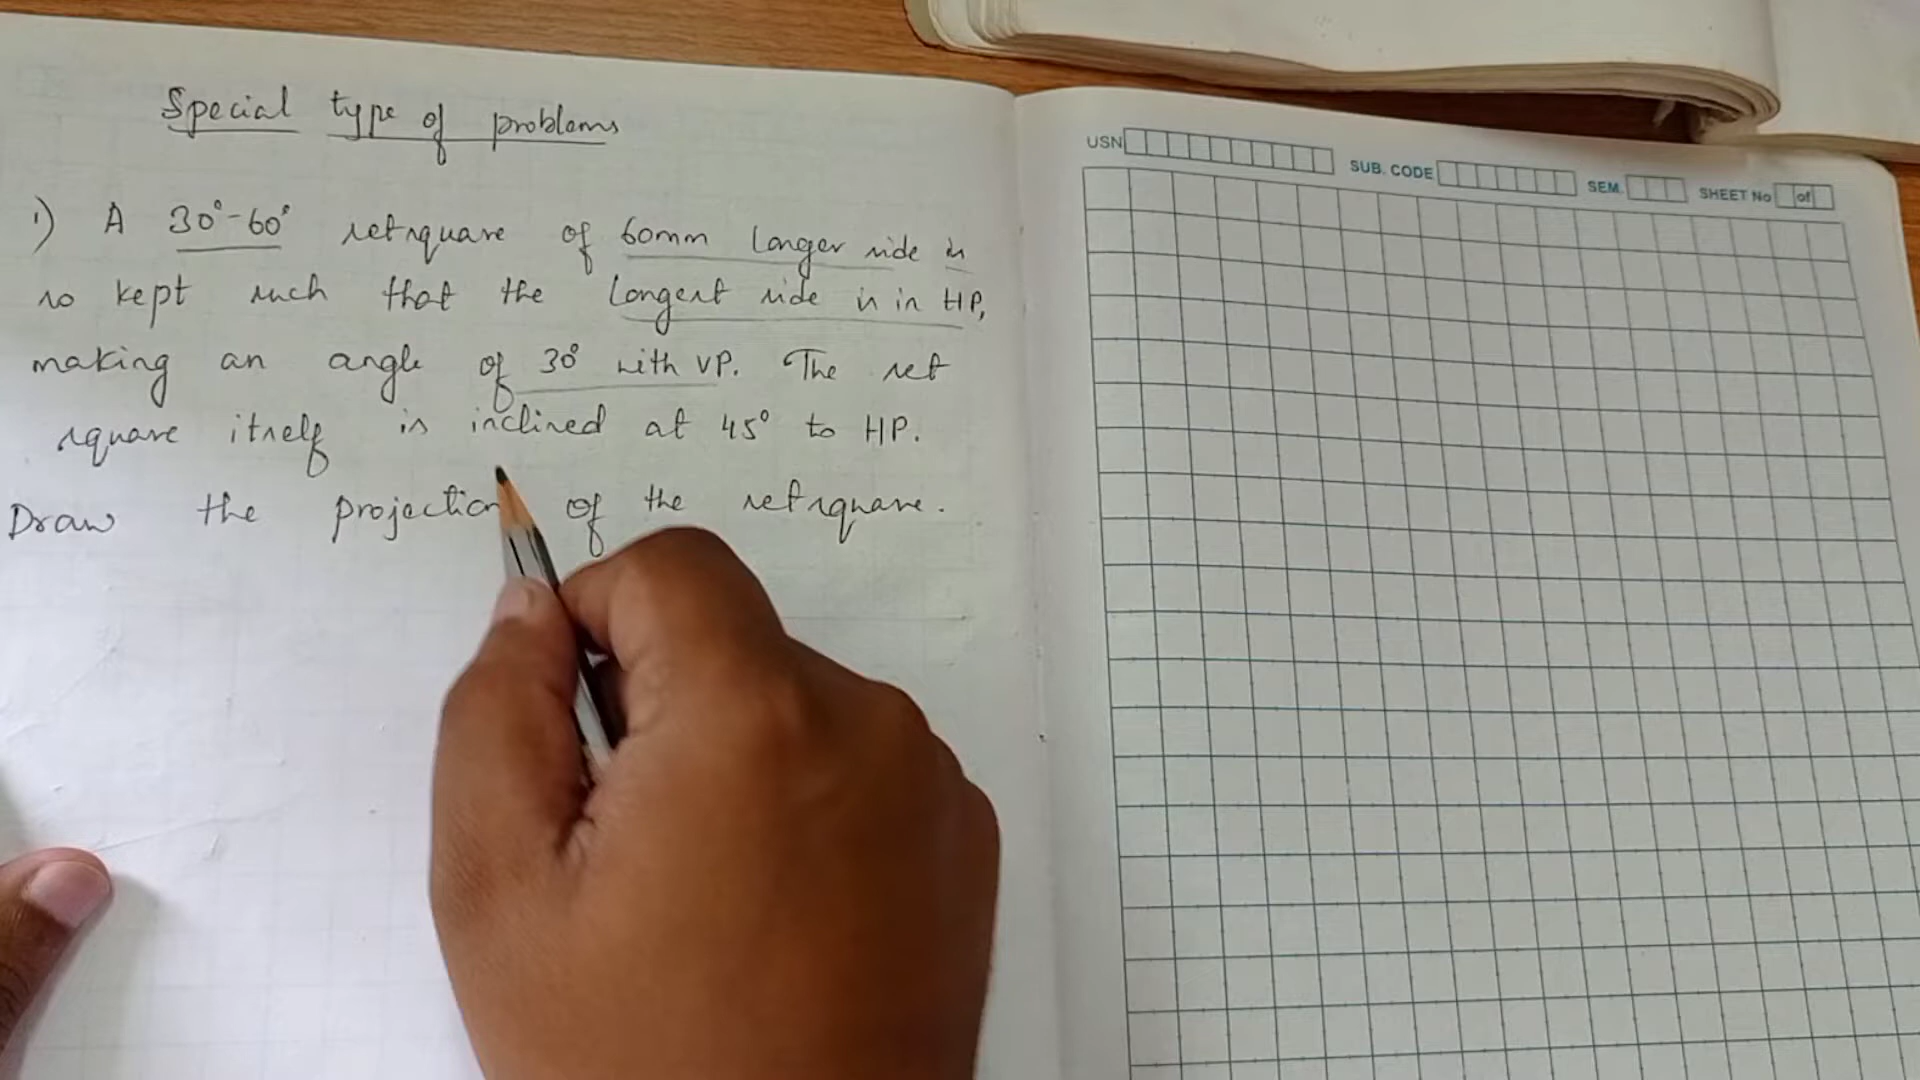 Special type of problems
1) A 30°-60° setsquare of 60mm longer side is
so kept such that the longest side is in HP,
making an angle of 30° with VP. The set
square itself is inclined at 45° to HP.
Draw the projection of the setsquare.
USN SUB. CODE SEM. SHEET No of